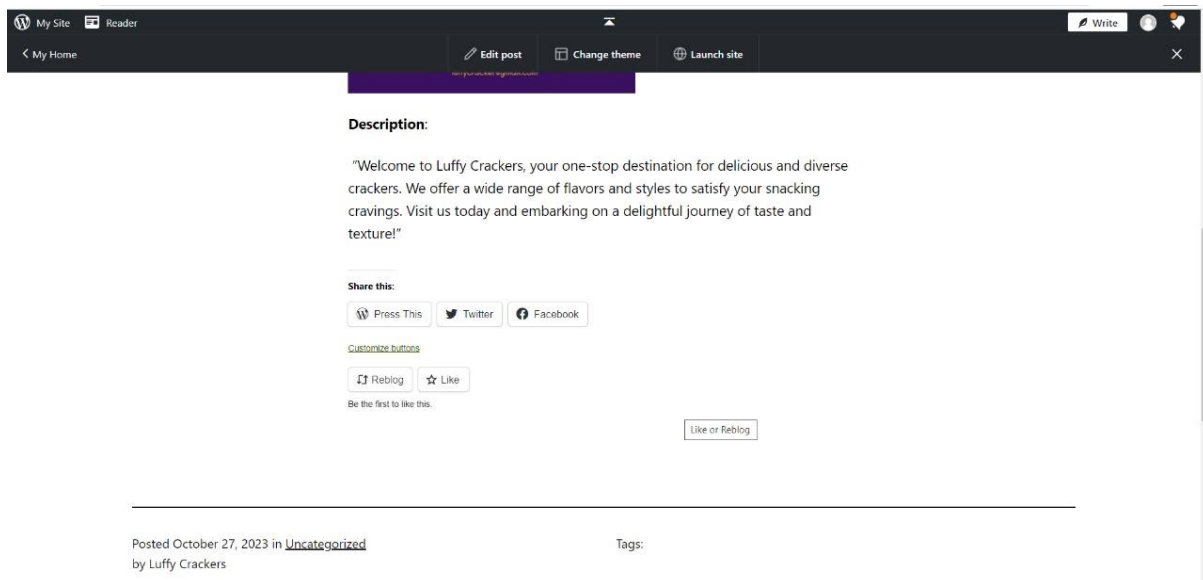 My Site Reader Write
My Home Edit post Change theme Launch site
Description:
“Welcome to Luffy Crackers, your one-stop destination for delicious and diverse
crackers. We offer a wide range of flavors and styles to satisfy your snacking
cravings. Visit us today and embarking on a delightful journey of taste and
texture!”
Share this:
Press This Twitter Facebook
Customize buttons
Reblog Like
Be the first to like this.
Like or Reblog
Posted October 27, 2023 in Uncategorized Tags:
by Luffy Crackers